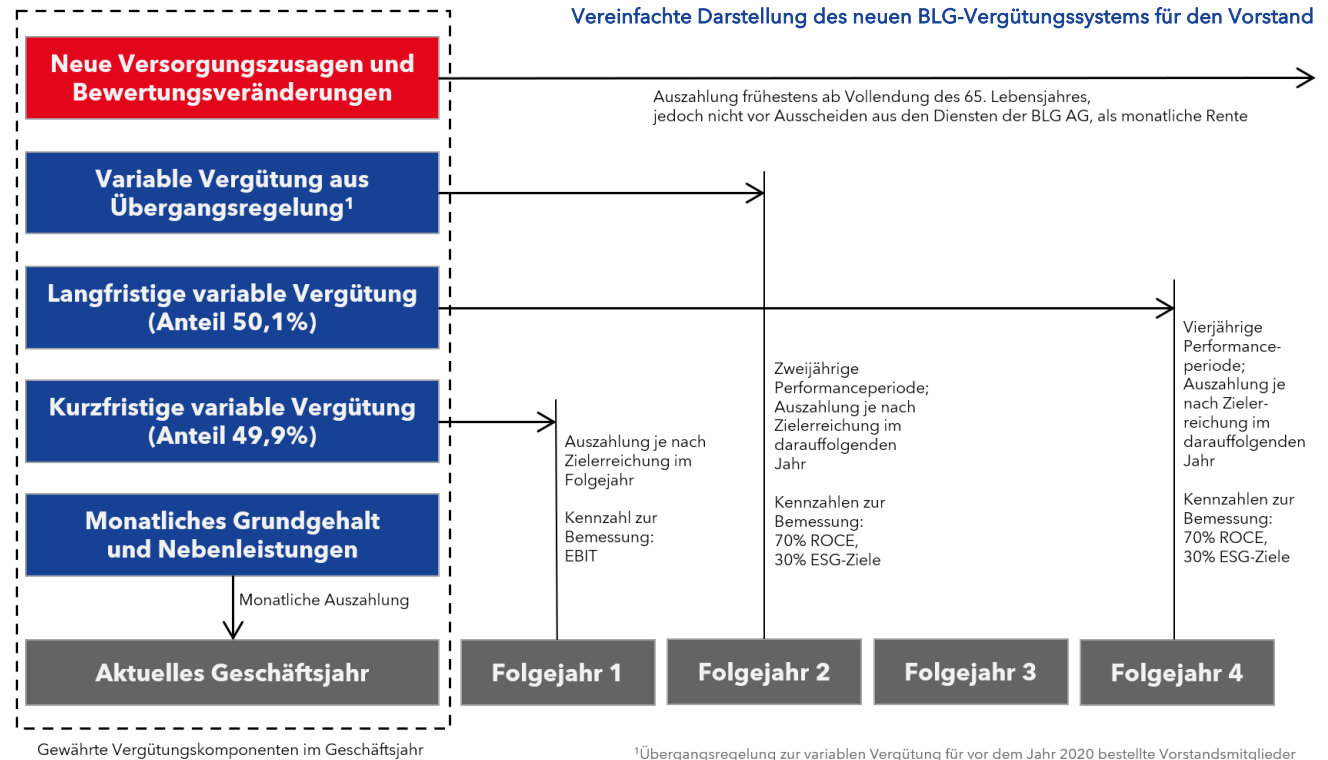 Vereinfachte Darstellung des neuen BLG-Vergütungssystems für den Vorstand
Neue Versorgungszusagen und
Bewertungsveränderungen
Auszahlung frühestens ab Vollendung des 65. Lebensjahres,
jedoch nicht vor Ausscheiden aus den Diensten der BLG AG, als monatliche Rente
Variable Vergütung aus
Übergangsregelung¹
Langfristige variable Vergütung
(Anteil 50,1%)
Kurzfristige variable Vergütung
(Anteil 49,9%)
Monatliches Grundgehalt
und Nebenleistungen
Monatliche Auszahlung
Auszahlung je nach
Zielerreichung im
Folgejahr
Kennzahl zur
Bemessung:
EBIT
Zweijährige
Performanceperiode;
Auszahlung je nach
Zielerreichung im
darauffolgenden
Jahr
Kennzahlen zur
Bemessung:
70% ROCE,
30% ESG-Ziele
Vierjährige
Performance-
periode;
Auszahlung je
nach Zieler-
reichung im
darauffolgenden
Jahr
Kennzahlen zur
Bemessung:
70% ROCE,
30% ESG-Ziele
Aktuelles Geschäftsjahr
Folgejahr 1
Folgejahr 2
Folgejahr 3
Folgejahr 4
Gewährte Vergütungskomponenten im Geschäftsjahr
¹Übergangsregelung zur variablen Vergütung für vor dem Jahr 2020 bestellte Vorstandsmitglieder